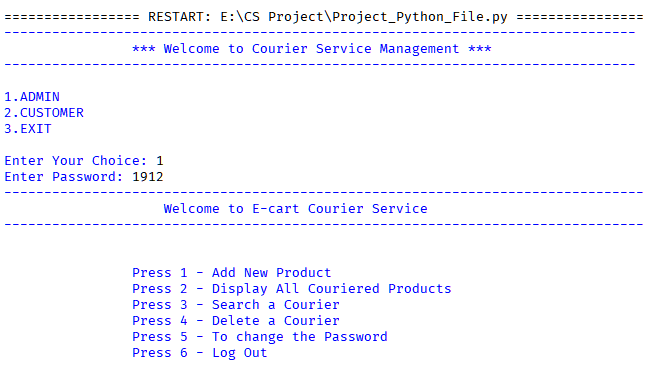 ================= RESTART: E:\CS Project\Project_Python_File.py ================
-------------------------------------------------------------------------------
*** Welcome to Courier Service Management ***
-------------------------------------------------------------------------------
1.ADMIN
2.CUSTOMER
3.EXIT
Enter Your Choice: 1
Enter Password: 1912
--------------------------------------------------------------------------------
Welcome to E-cart Courier Service
--------------------------------------------------------------------------------
Press 1 - Add New Product
Press 2 - Display All Couriered Products
Press 3 - Search a Courier
Press 4 - Delete a Courier
Press 5 - To change the Password
Press 6 - Log Out